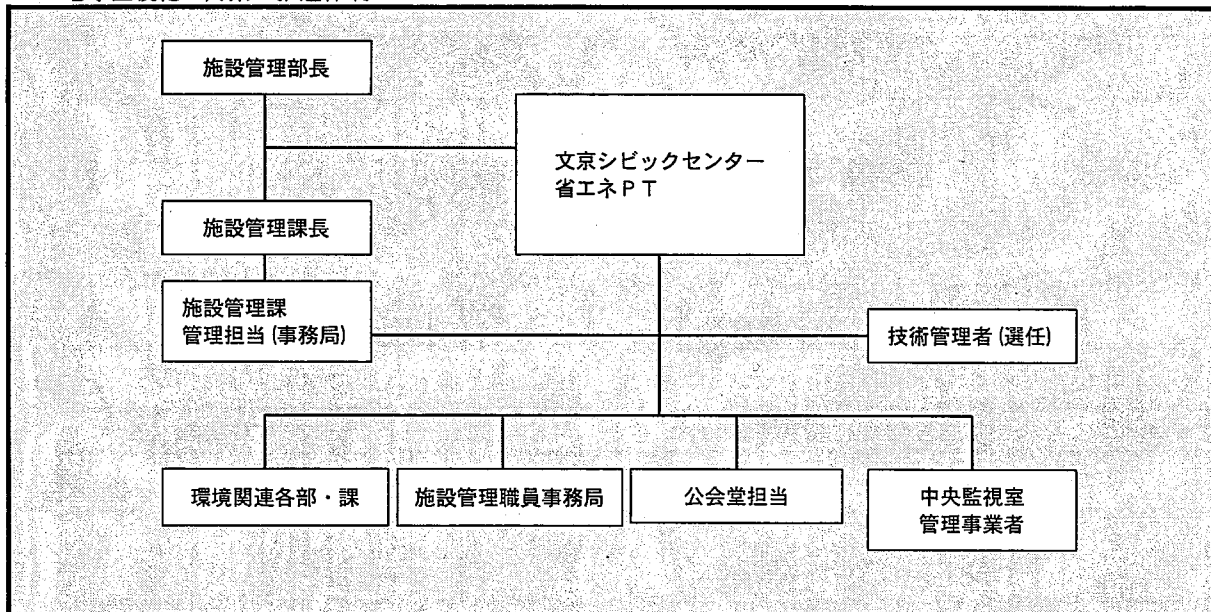 施設管理部長
文京シビックセンター
省エネPT
施設管理課長
施設管理課
管理担当(事務局)
技術管理者(選任)
環境関連各部・課
施設管理職員事務局
公会堂担当
中央監視室
管理事業者